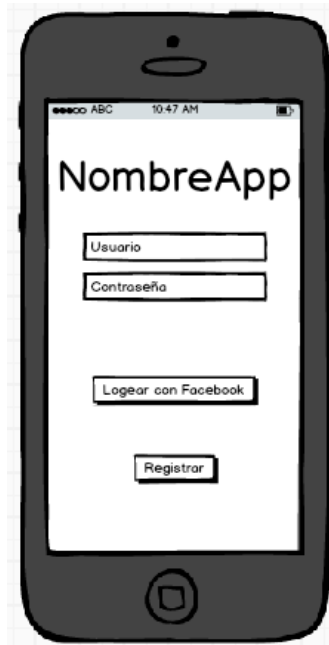 ABC 10:47 AM
NombreApp
Usuario
Contraseña
Logear con Facebook
Registrar